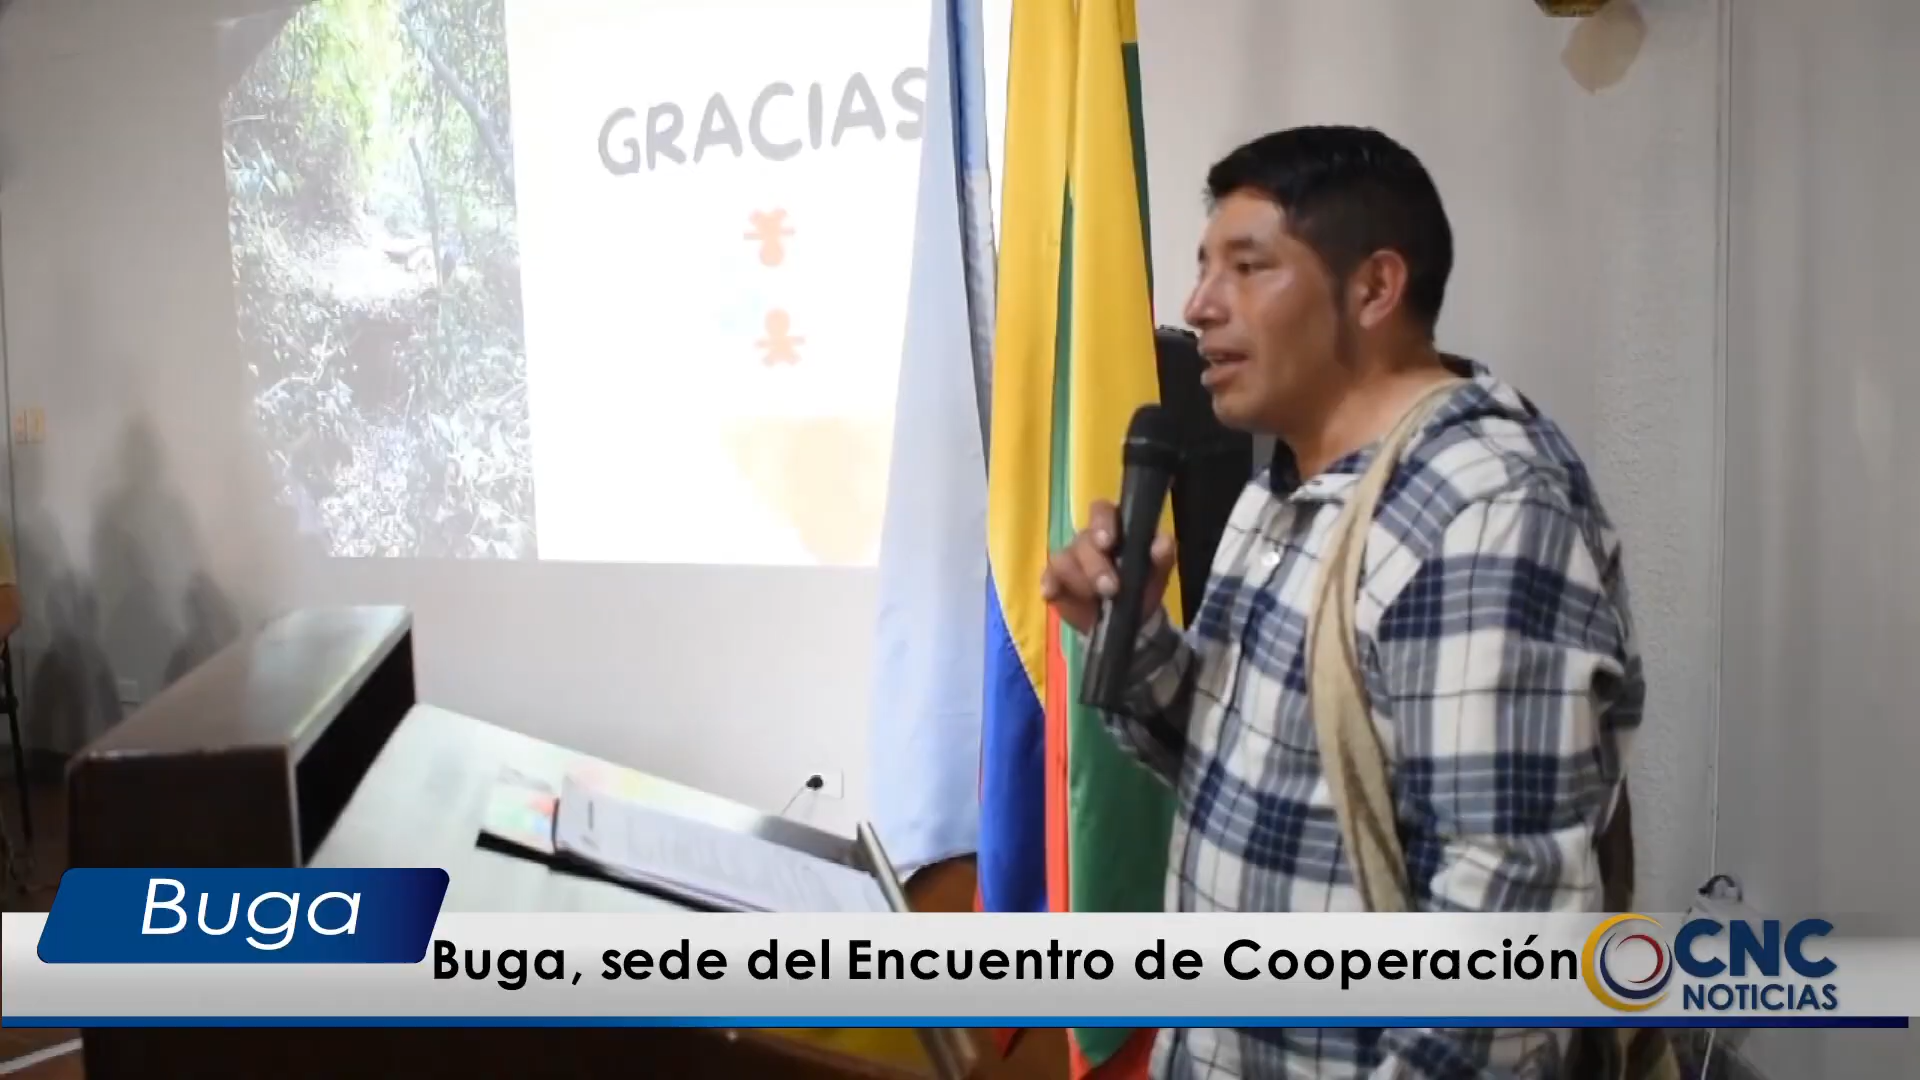 GRACIAS
Buga
Buga, sede del Encuentro de Cooperación
CNC
NOTICIAS